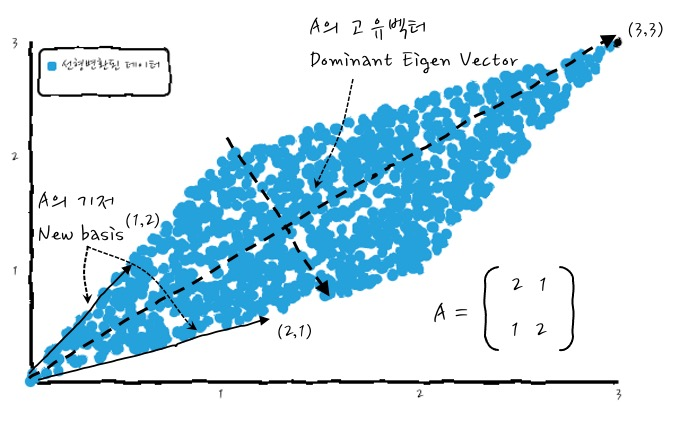 A의 고유벡터
Dominant Eigen Vector
(3,3)
3
선형변환된 데이터
2
A의 기저
New basis
(1,2)
1
(2,1)
A =
2 1
1 2
1
2
3